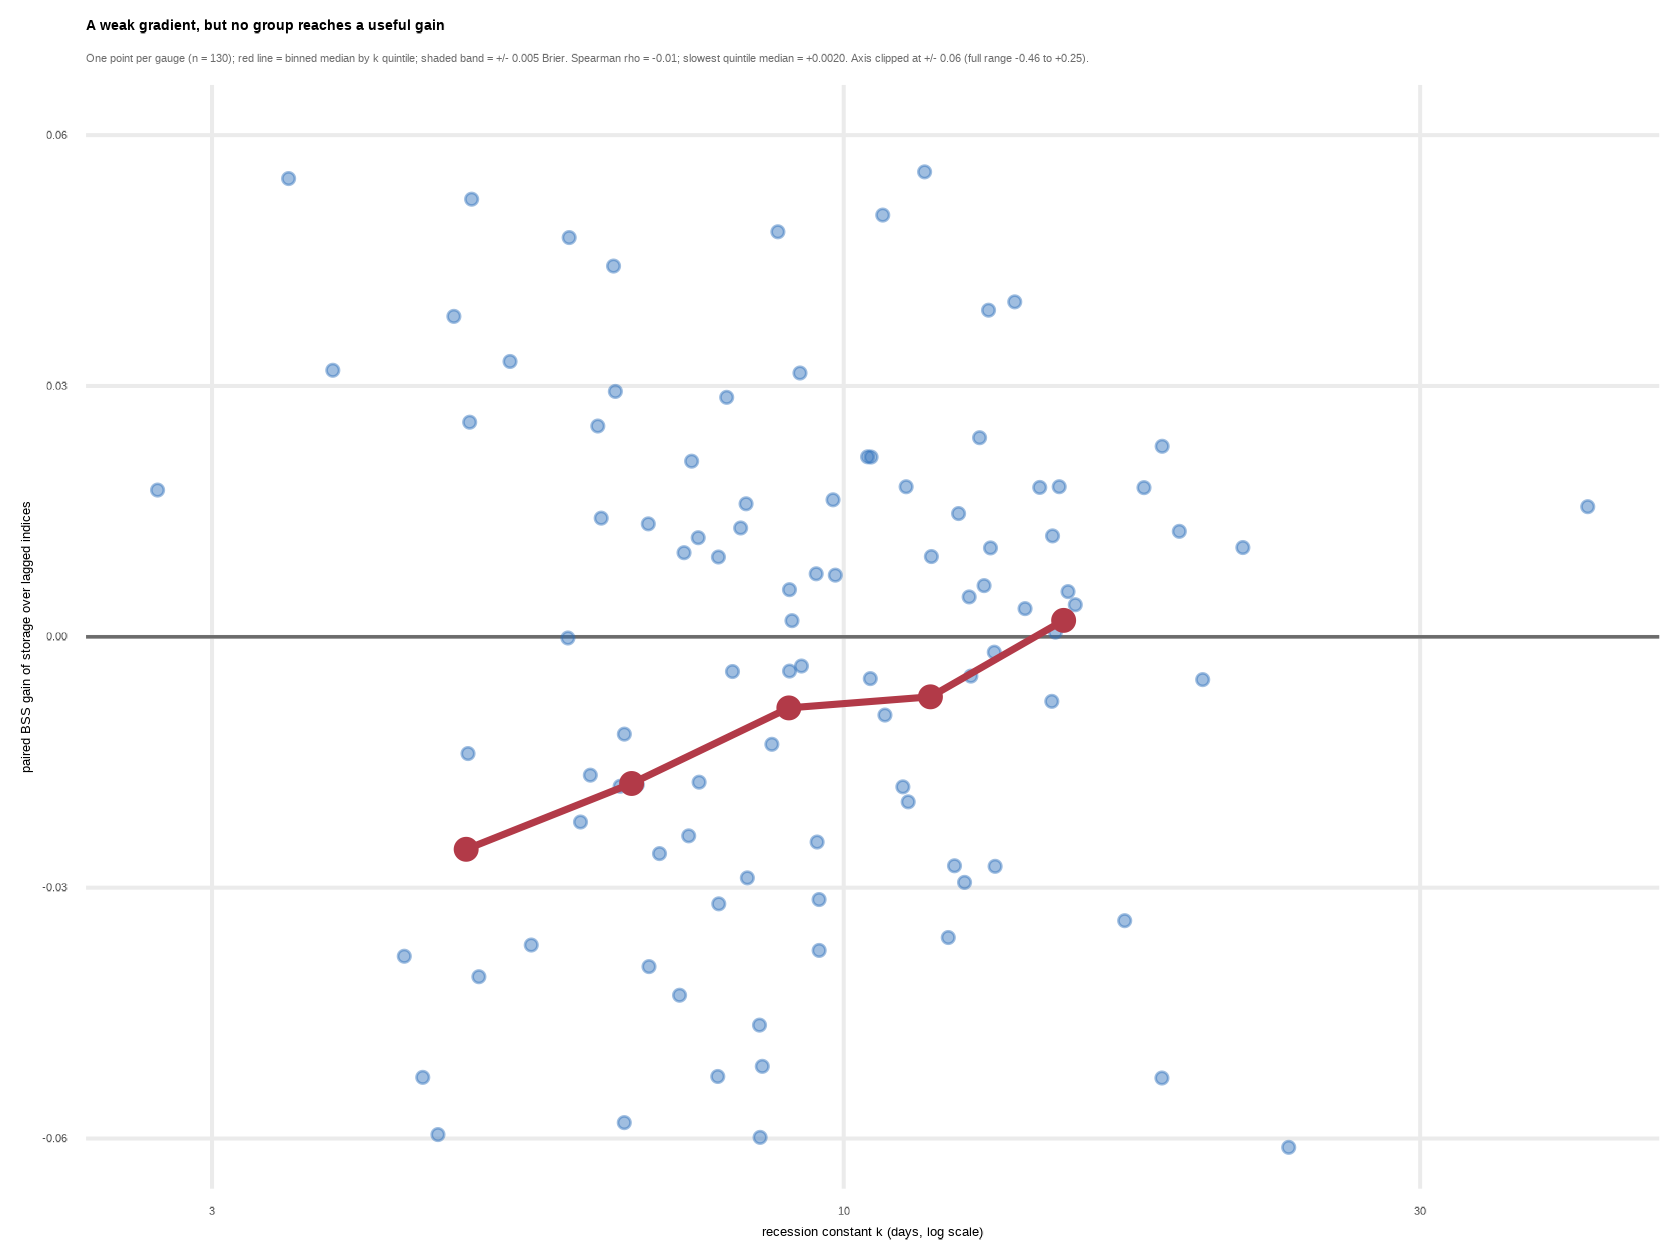 A weak gradient, but no group reaches a useful gain
One point per gauge (n = 130); red line = binned median by k quintile; shaded band = +/- 0.005 Brier. Spearman rho = -0.01; slowest quintile median = +0.0020. Axis clipped at +/- 0.06 (full range -0.46 to +0.25).
0.06
0.03
0.00
-0.03
-0.06
paired BSS gain of storage over lagged indices
3
10
30
recession constant k (days, log scale)